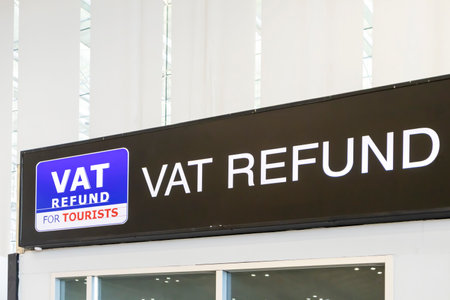 VAT
REFUND
FOR TOURISTS
VAT REFUND